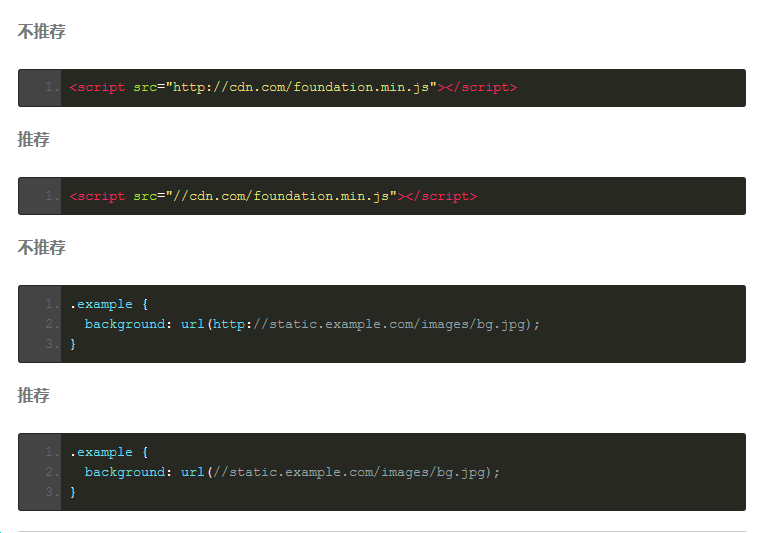 不推荐
1. <script src="http://cdn.com/foundation.min.js"></script>
推荐
1. <script src="//cdn.com/foundation.min.js"></script>
不推荐
1. .example {
2.   background: url(http://static.example.com/images/bg.jpg);
3. }
推荐
1. .example {
2.   background: url(//static.example.com/images/bg.jpg);
3. }